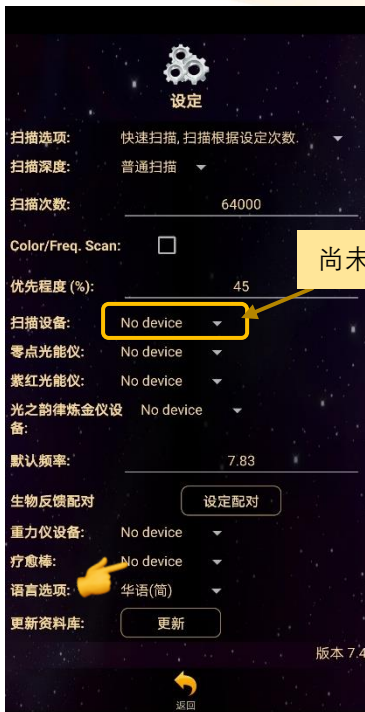 设定
扫描选项: 快速扫描, 扫描根据设定次数.
扫描深度: 普通扫描
扫描次数: 64000
Color/Freq. Scan:
尚未
优先程度 (%): 45
扫描设备: No device
零点光能仪: No device
紫红光能仪: No device
光之韵律炼金仪设 No device
备:
默认频率: 7.83
生物反馈配对 设定配对
重力仪设备: No device
疗愈棒: No device
语言选项: 华语(简)
更新资料库: 更新
版本 7.4
返回